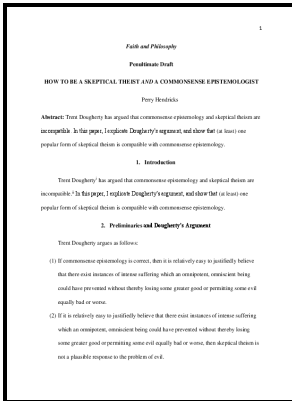 1
Faith and Philosophy
Penultimate Draft
HOW TO BE A SKEPTICAL THEIST AND A COMMONSENSE EPISTEMOLOGIST
Perry Hendricks
Abstract: Trent Dougherty has argued that commonsense epistemology and skeptical theism are
incompatible. In this paper, I explicate Dougherty's argument, and show that (at least) one
popular form of skeptical theism is compatible with commonsense epistemology.
1. Introduction
Trent Dougherty has argued that commonsense epistemology and skeptical theism are
incompatible. In this paper, I explicate Dougherty's argument, and show that (at least) one
popular form of skeptical theism is compatible with commonsense epistemology.
2. Preliminaries and Dougherty's Argument
Trent Dougherty argues as follows:
(1) If commonsense epistemology is correct, then it is relatively easy to justifiedly believe
that there exist instances of intense suffering which an omnipotent, omniscient being
could have prevented without thereby losing some greater good or permitting some evil
equally bad or worse.
(2) If it is relatively easy to justifiedly believe that there exist instances of intense suffering
which an omnipotent, omniscient being could have prevented without thereby losing
some greater good or permitting some evil equally bad or worse, then skeptical theism is
not a plausible response to the problem of evil.